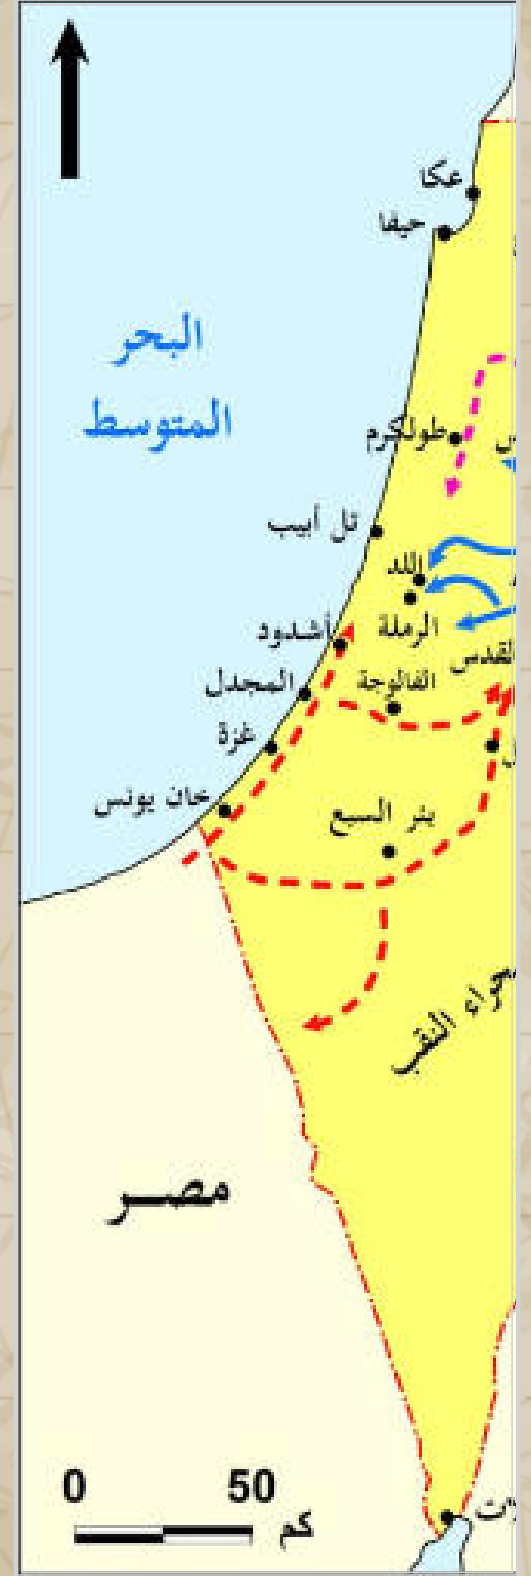 عكا
حيفا
البحر
المتوسط
طولكرم
تل أبيب
اللد
الرملة
أشدود
القدس
المجدل
الفالوجة
غزة
خان يونس
بئر السبع
النقب
مصر
0 50
كم